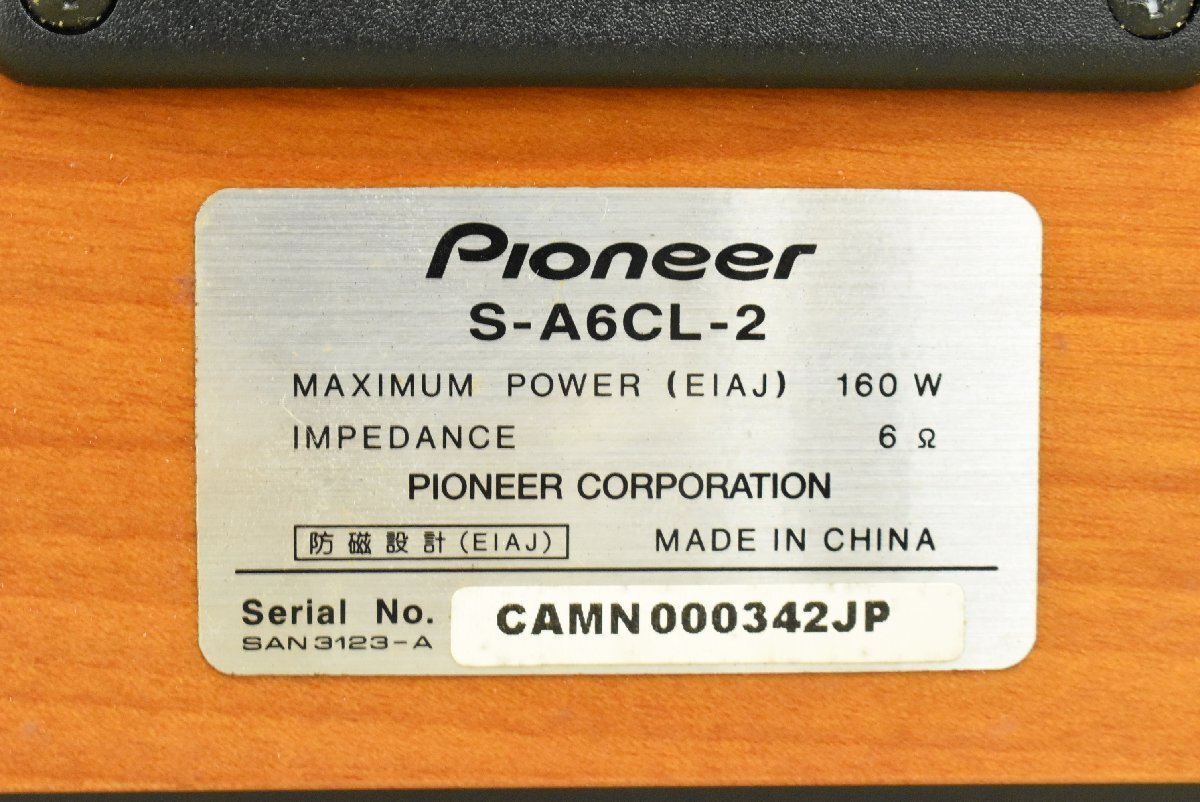 Pioneer
S-A6CL-2
MAXIMUM POWER (EIAJ) 160 W
IMPEDANCE 6 Ω
PIONEER CORPORATION
防磁設計(EIAJ) MADE IN CHINA
Serial No. CAMN000342JP
SAN3123-A